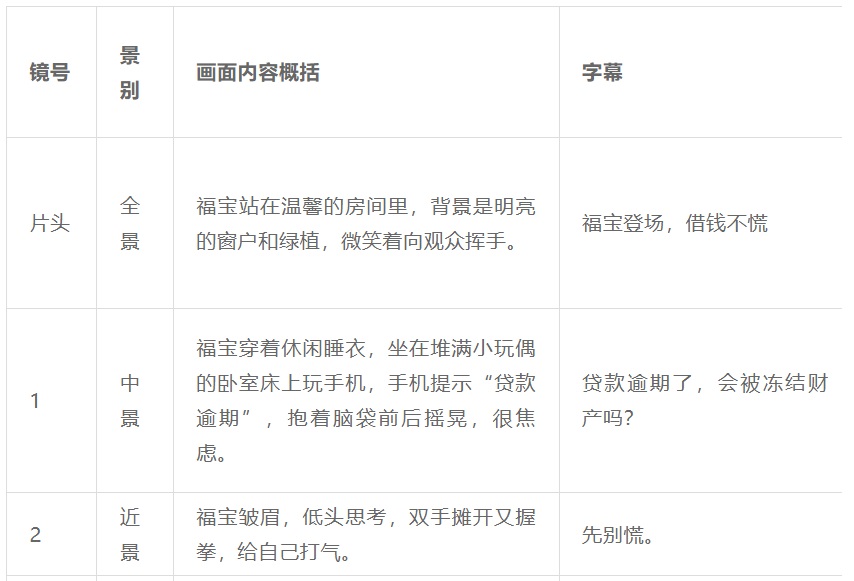 镜号
景
别
画面内容概括
字幕
片头
全
景
福宝站在温馨的房间里，背景是明亮
的窗户和绿植，微笑着向观众挥手。
福宝登场，借钱不慌
1
中
景
福宝穿着休闲睡衣，坐在堆满小玩偶
的卧室床上玩手机，手机提示“贷款
逾期”，抱着脑袋前后摇晃，很焦
虑。
贷款逾期了，会被冻结财
产吗？
2
近
景
福宝皱眉，低头思考，双手摊开又握
拳，给自己打气。
先别慌。